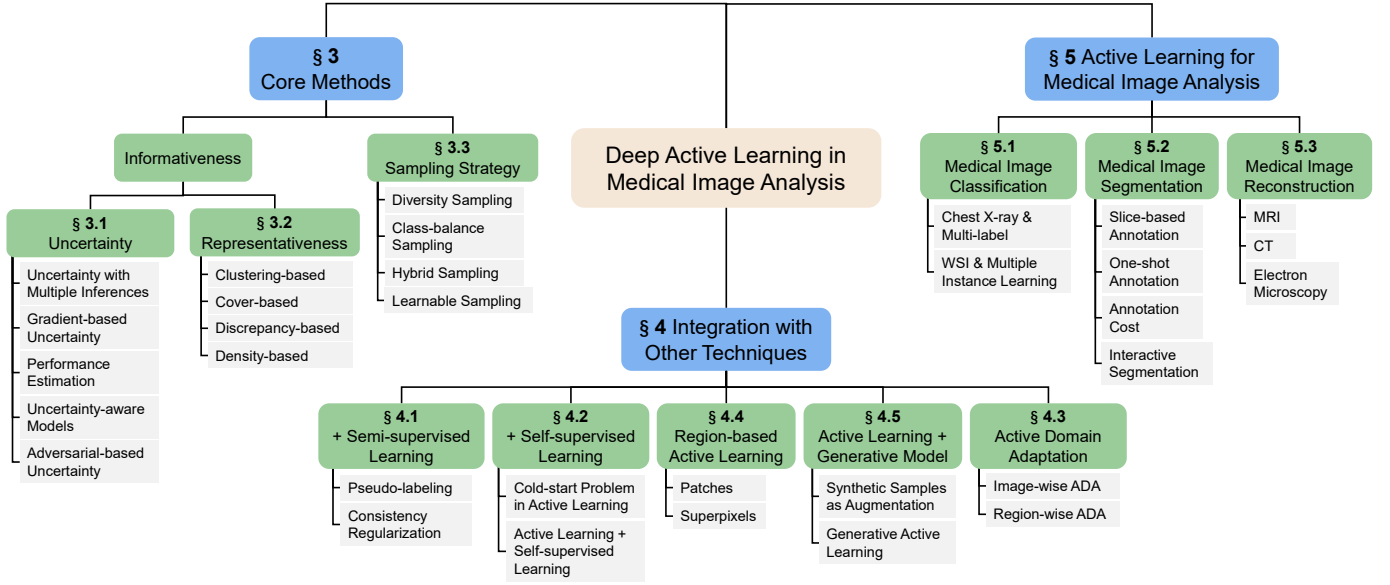 § 3
Core Methods
Informativeness
§ 3.1
Uncertainty
Uncertainty with
Multiple Inferences
Gradient-based
Uncertainty
Performance
Estimation
Uncertainty-aware
Models
Adversarial-based
Uncertainty
§ 3.2
Representativeness
Clustering-based
Cover-based
Discrepancy-based
Density-based
§ 3.3
Sampling Strategy
Diversity Sampling
Class-balance
Sampling
Hybrid Sampling
Learnable Sampling
Deep Active Learning in
Medical Image Analysis
§ 4 Integration with
Other Techniques
§ 4.1
+ Semi-supervised
Learning
Pseudo-labeling
Consistency
Regularization
§ 4.2
+ Self-supervised
Learning
Cold-start Problem
in Active Learning
Active Learning +
Self-supervised
Learning
§ 4.4
Region-based
Active Learning
Patches
Superpixels
§ 4.5
Active Learning +
Generative Model
Synthetic Samples
as Augmentation
Generative Active
Learning
§ 4.3
Active Domain
Adaptation
Image-wise ADA
Region-wise ADA
§ 5 Active Learning for
Medical Image Analysis
§ 5.1
Medical Image
Classification
Chest X-ray &
Multi-label
WSI & Multiple
Instance Learning
§ 5.2
Medical Image
Segmentation
Slice-based
Annotation
One-shot
Annotation
Annotation
Cost
Interactive
Segmentation
§ 5.3
Medical Image
Reconstruction
MRI
CT
Electron
Microscopy